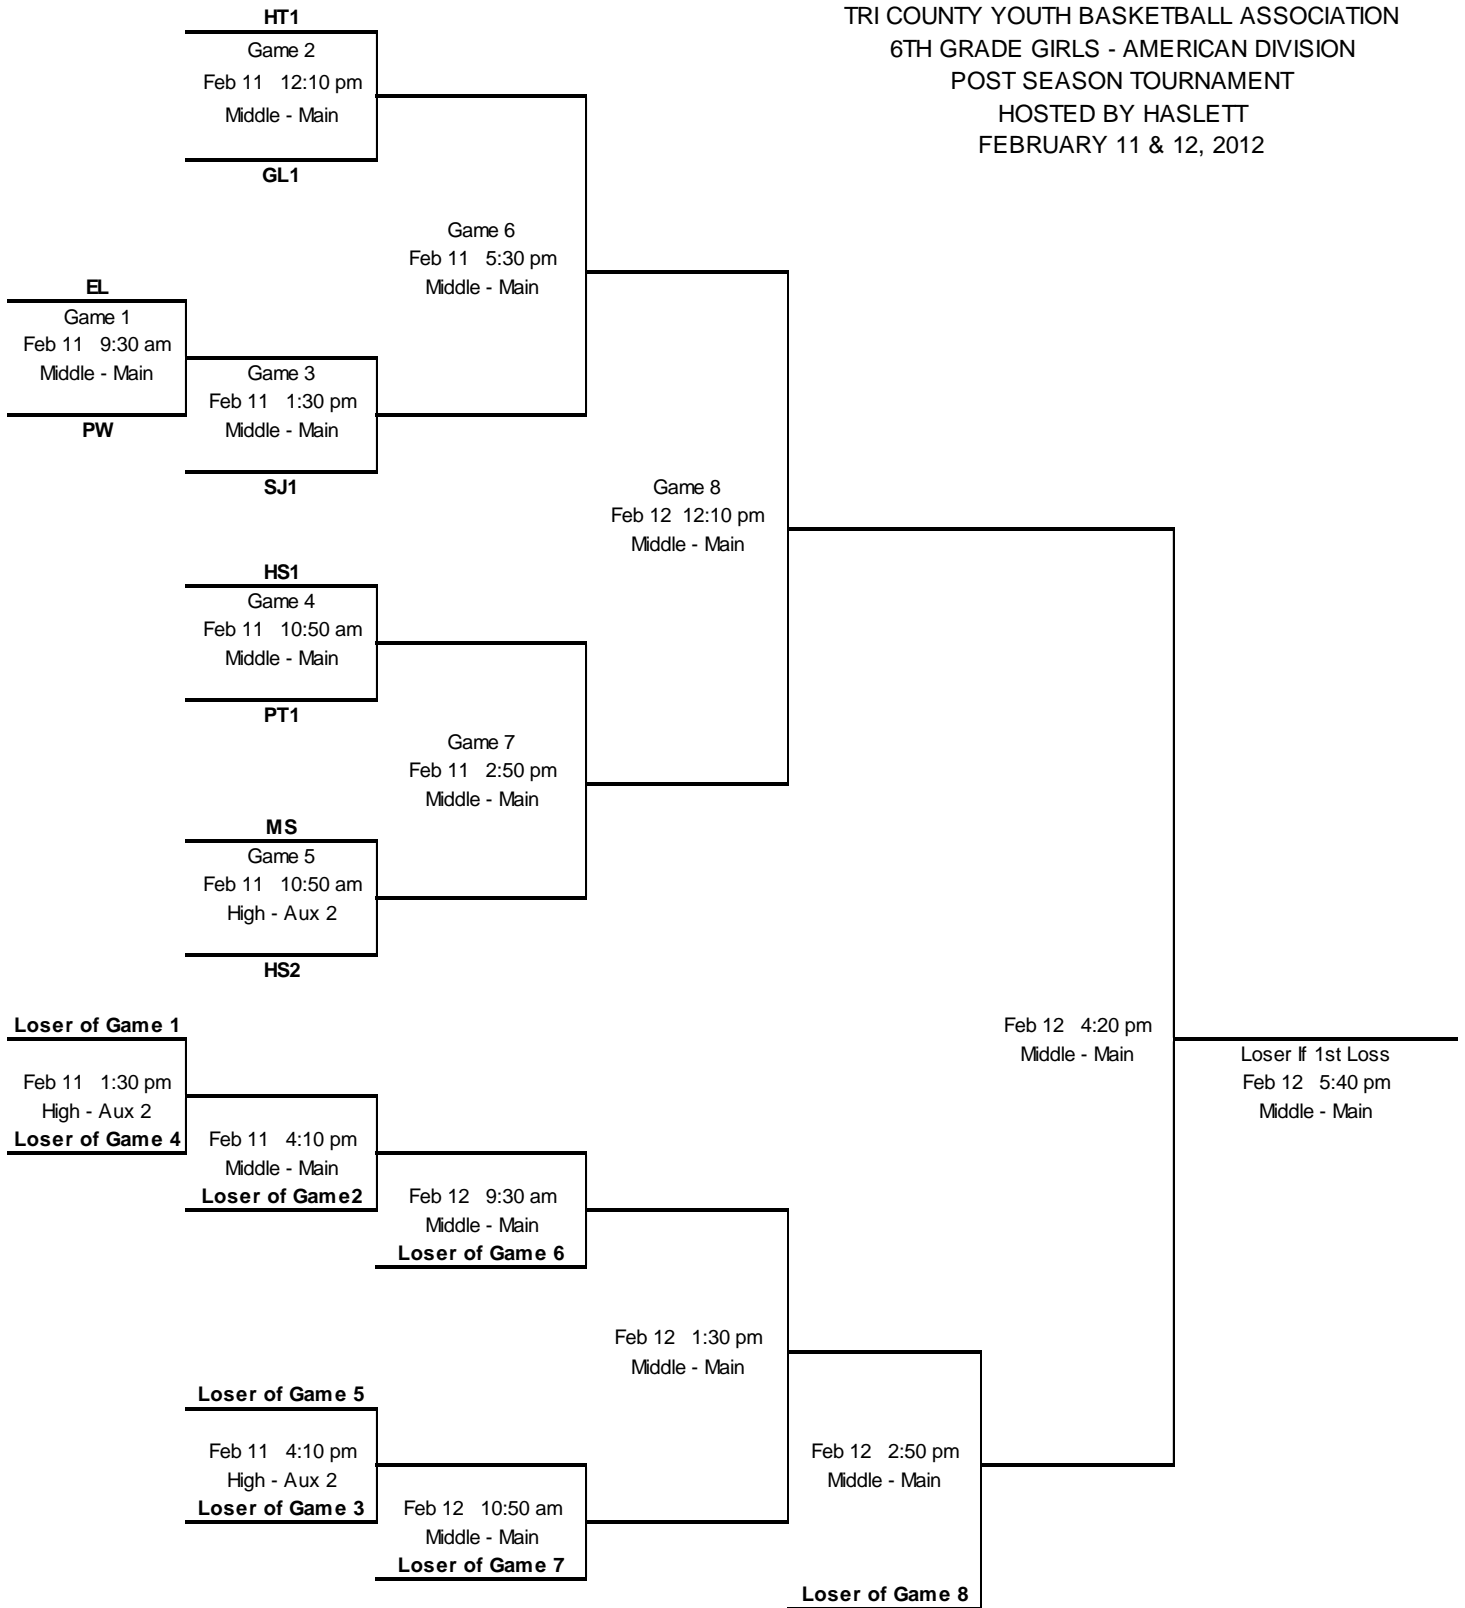 TRI COUNTY YOUTH BASKETBALL ASSOCIATION
6TH GRADE GIRLS - AMERICAN DIVISION
POST SEASON TOURNAMENT
HOSTED BY HASLETT
FEBRUARY 11 & 12, 2012
HT1
Game 2
Feb 11 12:10 pm
Middle - Main
GL1
Game 6
Feb 11 5:30 pm
Middle - Main
EL
Game 1
Feb 11 9:30 am
Middle - Main
PW
Game 3
Feb 11 1:30 pm
Middle - Main
SJ1
Game 8
Feb 12 12:10 pm
Middle - Main
HS1
Game 4
Feb 11 10:50 am
Middle - Main
PT1
Game 7
Feb 11 2:50 pm
Middle - Main
MS
Game 5
Feb 11 10:50 am
High - Aux 2
HS2
Feb 12 4:20 pm
Middle - Main
Loser If 1st Loss
Feb 12 5:40 pm
Middle - Main
Loser of Game 1
Feb 11 1:30 pm
High - Aux 2
Loser of Game 4
Feb 11 4:10 pm
Middle - Main
Loser of Game2
Feb 12 9:30 am
Middle - Main
Loser of Game 6
Feb 12 1:30 pm
Middle - Main
Loser of Game 5
Feb 11 4:10 pm
High - Aux 2
Loser of Game 3
Feb 12 10:50 am
Middle - Main
Loser of Game 7
Feb 12 2:50 pm
Middle - Main
Loser of Game 8